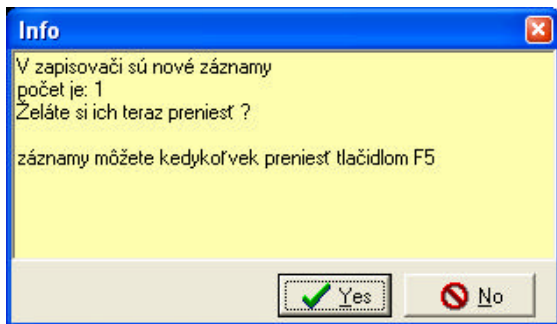 Info
V zapisovači sú nové záznamy
počet je: 1
Želáte si ich teraz preniesť ?
záznamy môžete kedykoľvek preniesť tlačidlom F5
Yes
No